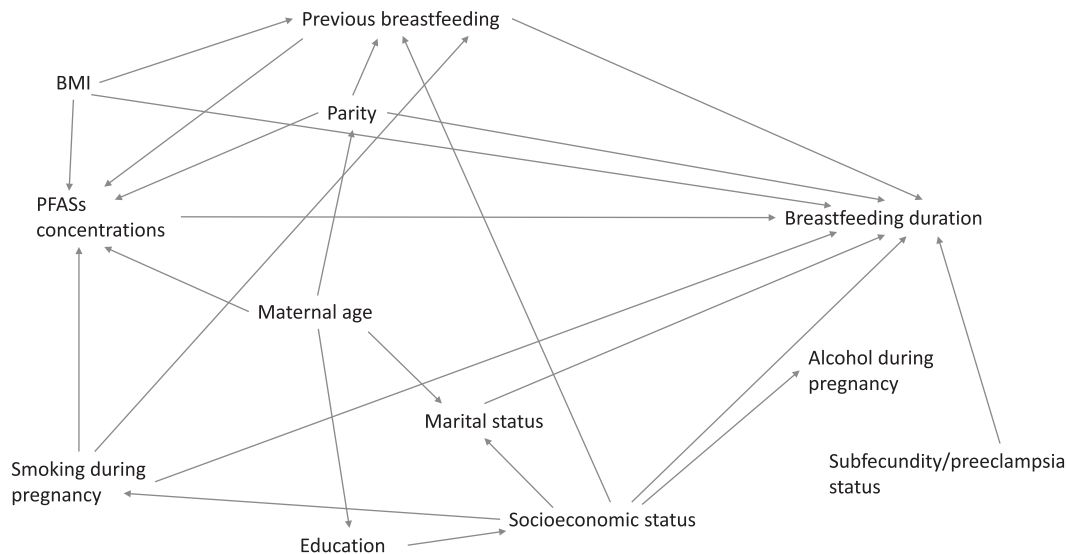 Previous breastfeeding
BMI
Parity
PFASs
concentrations
Breastfeeding duration
Maternal age
Alcohol during
pregnancy
Marital status
Smoking during
pregnancy
Subfecundity/preeclampsia
status
Socioeconomic status
Education